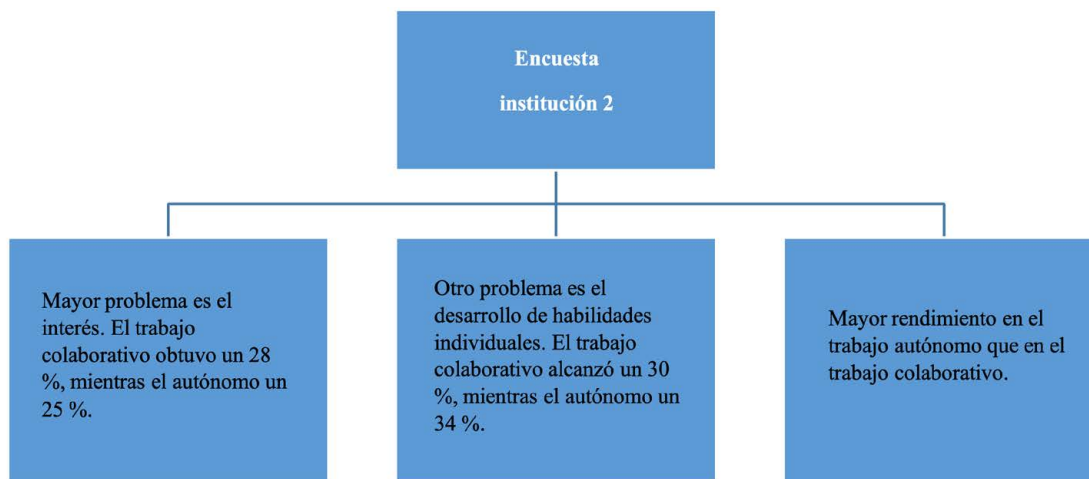 Encuesta
institución 2
Mayor problema es el
interés. El trabajo
colaborativo obtuvo un 28
%, mientras el autónomo un
25 %.
Otro problema es el
desarrollo de habilidades
individuales. El trabajo
colaborativo alcanzó un 30
%, mientras el autónomo un
34 %.
Mayor rendimiento en el
trabajo autónomo que en el
trabajo colaborativo.